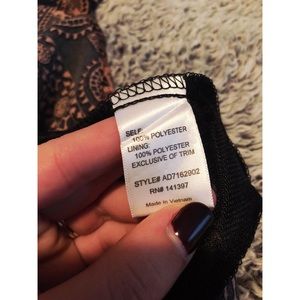 SELF:
100% POLYESTER
LINING:
100% POLYESTER
EXCLUSIVE OF TRIM
STYLE# AD7162902
RN# 141397
Made in Vietnam